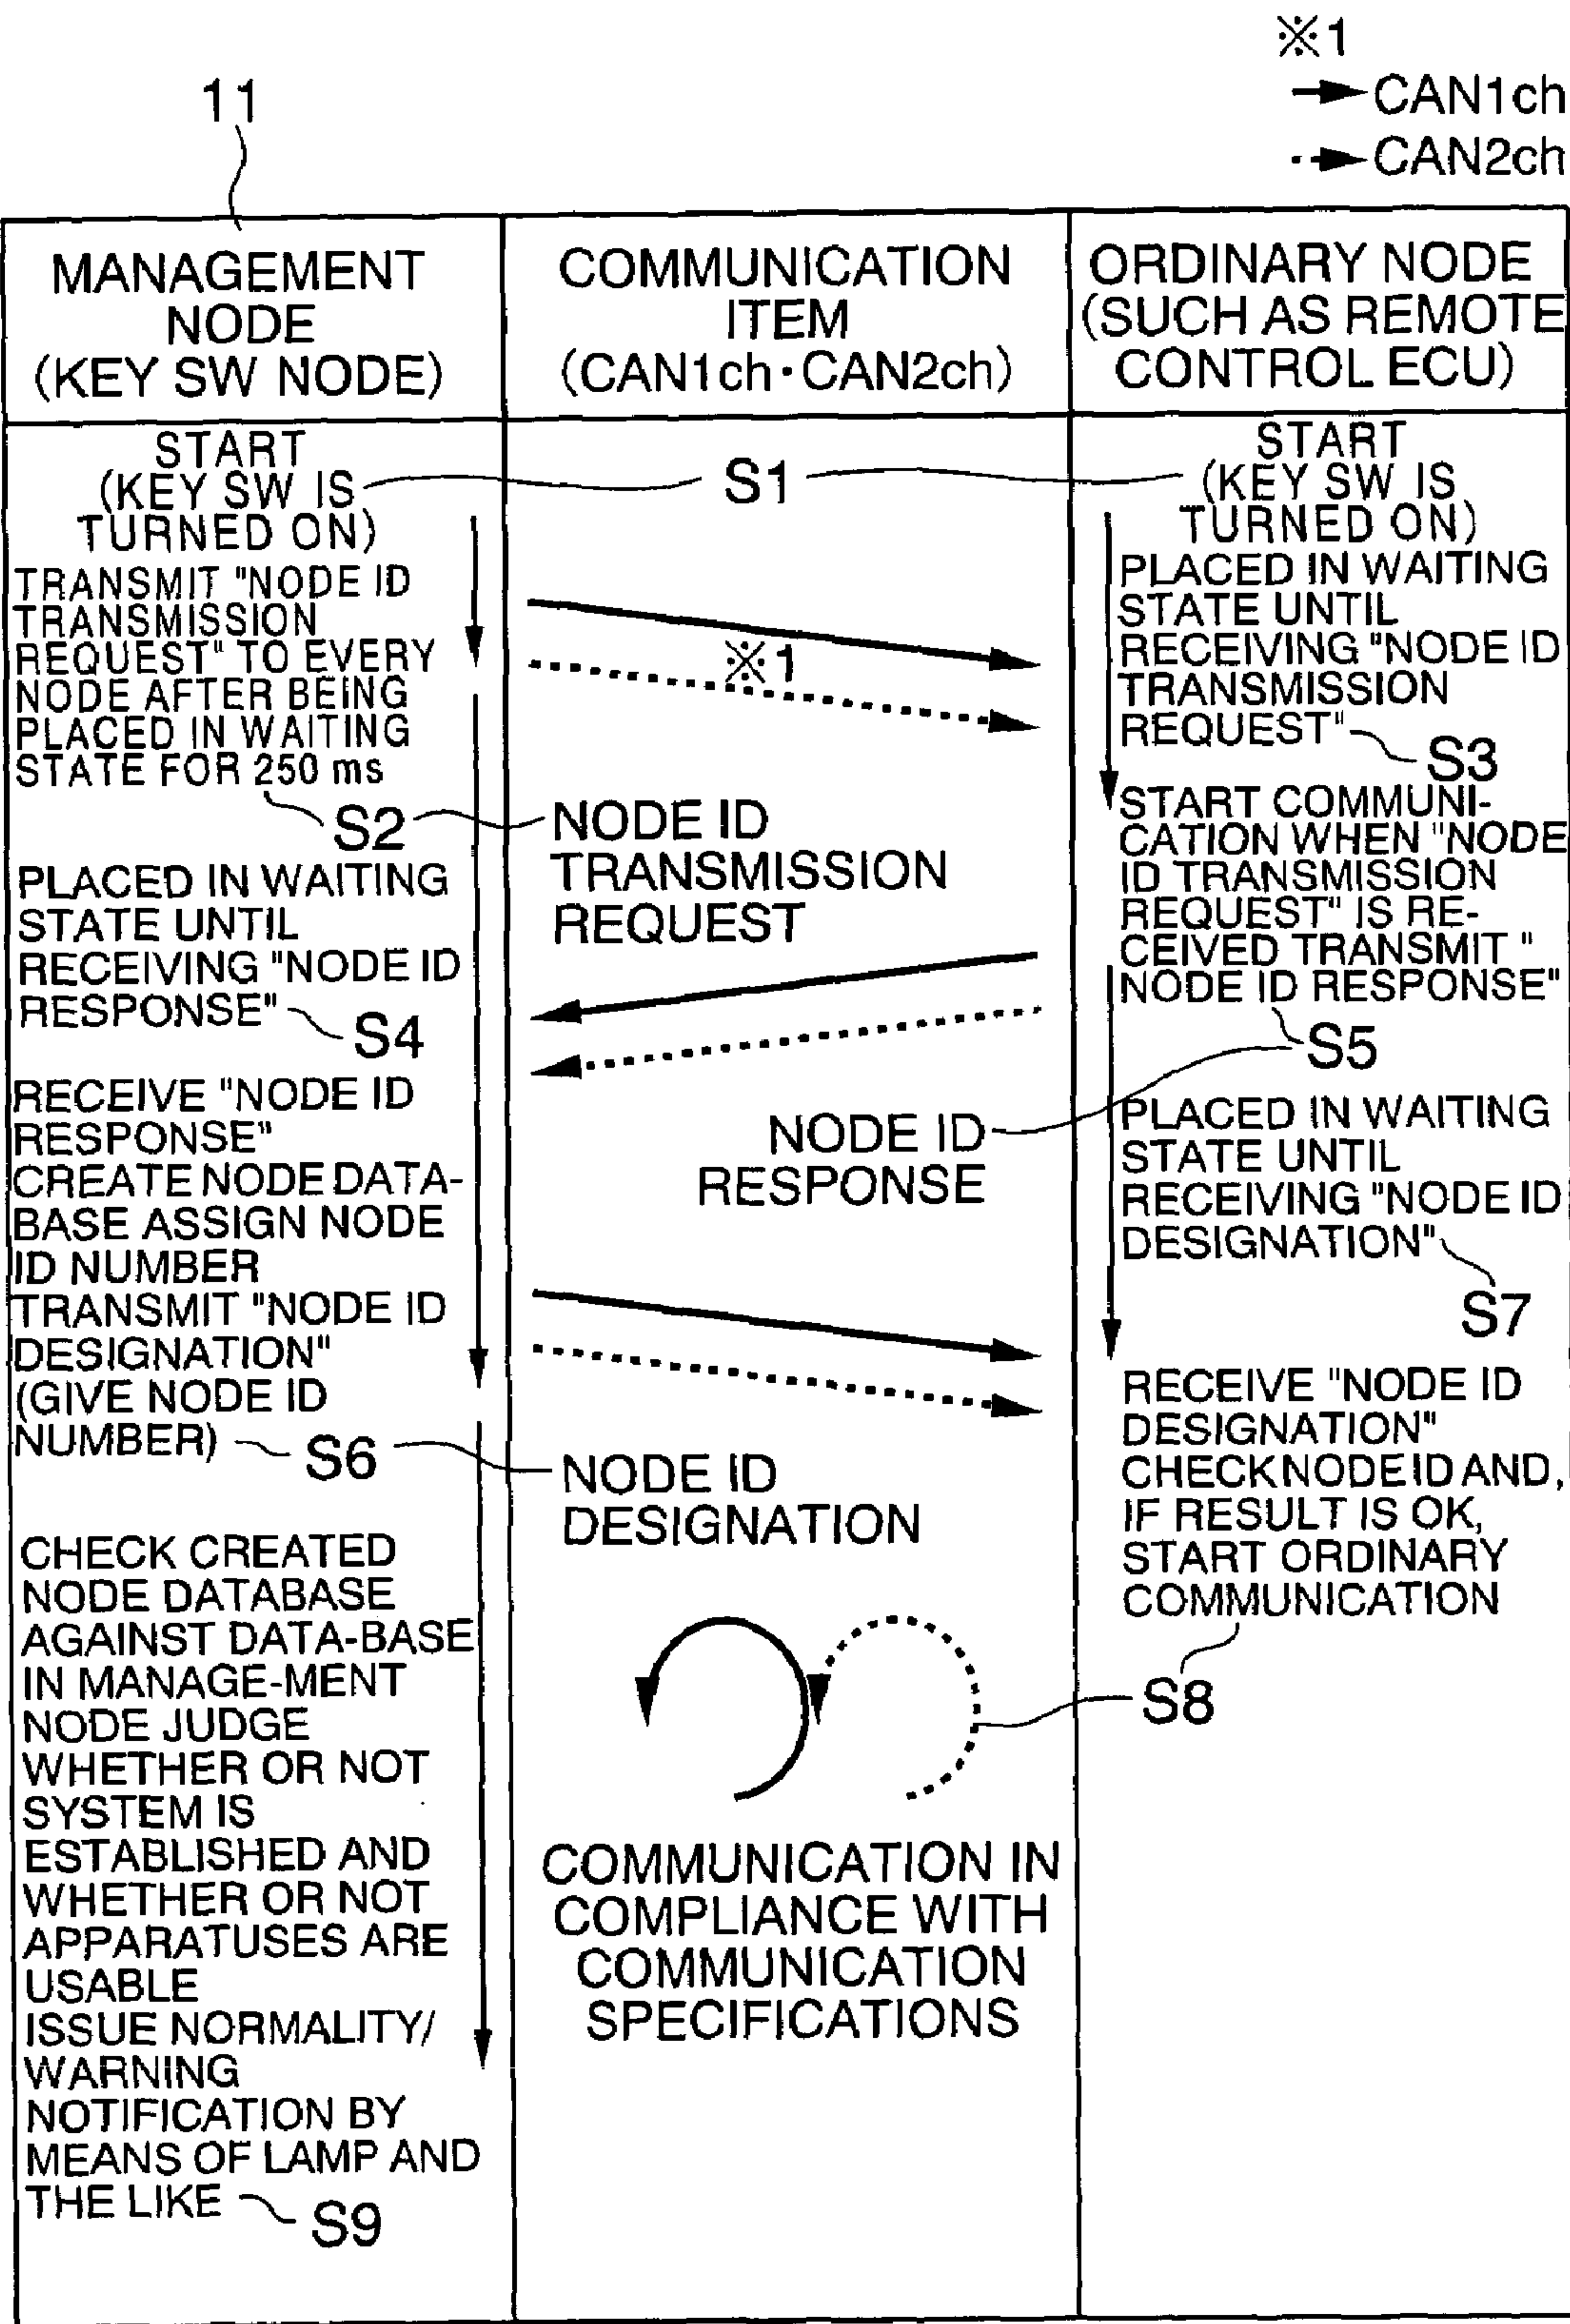 ※1
→CAN1ch
→CAN2ch
11
MANAGEMENT
NODE
(KEY SW NODE)
COMMUNICATION
ITEM
(CAN1ch・CAN2ch)
ORDINARY NODE
(SUCH AS REMOTE
CONTROL ECU)
START
(KEY SW IS
TURNED ON)
TRANSMIT "NODE ID
TRANSMISSION
REQUEST" TO EVERY
NODE AFTER BEING
PLACED IN WAITING
STATE FOR 250 ms
S2
PLACED IN WAITING
STATE UNTIL
RECEIVING "NODE ID
RESPONSE"
S4
RECEIVE "NODE ID
RESPONSE"
CREATE NODE DATA-
BASE ASSIGN NODE
ID NUMBER
TRANSMIT "NODE ID
DESIGNATION"
(GIVE NODE ID
NUMBER)
S6
CHECK CREATED
NODE DATABASE
AGAINST DATA-BASE
IN MANAGE-MENT
NODE JUDGE
WHETHER OR NOT
SYSTEM IS
ESTABLISHED AND
WHETHER OR NOT
APPARATUSES ARE
USABLE
ISSUE NORMALITY/
WARNING
NOTIFICATION BY
MEANS OF LAMP AND
THE LIKE
S9
S1
※1
NODE ID
TRANSMISSION
REQUEST
NODE ID
RESPONSE
NODE ID
DESIGNATION
COMMUNICATION IN
COMPLIANCE WITH
COMMUNICATION
SPECIFICATIONS
START
(KEY SW IS
TURNED ON)
PLACED IN WAITING
STATE UNTIL
RECEIVING "NODE ID
TRANSMISSION
REQUEST"
S3
START COMMUNI-
CATION WHEN "NODE
ID TRANSMISSION
REQUEST" IS RE-
CEIVED TRANSMIT "
NODE ID RESPONSE"
S5
PLACED IN WAITING
STATE UNTIL
RECEIVING "NODE ID
DESIGNATION"
S7
RECEIVE "NODE ID
DESIGNATION"
CHECK NODE ID AND,
IF RESULT IS OK,
START ORDINARY
COMMUNICATION
S8